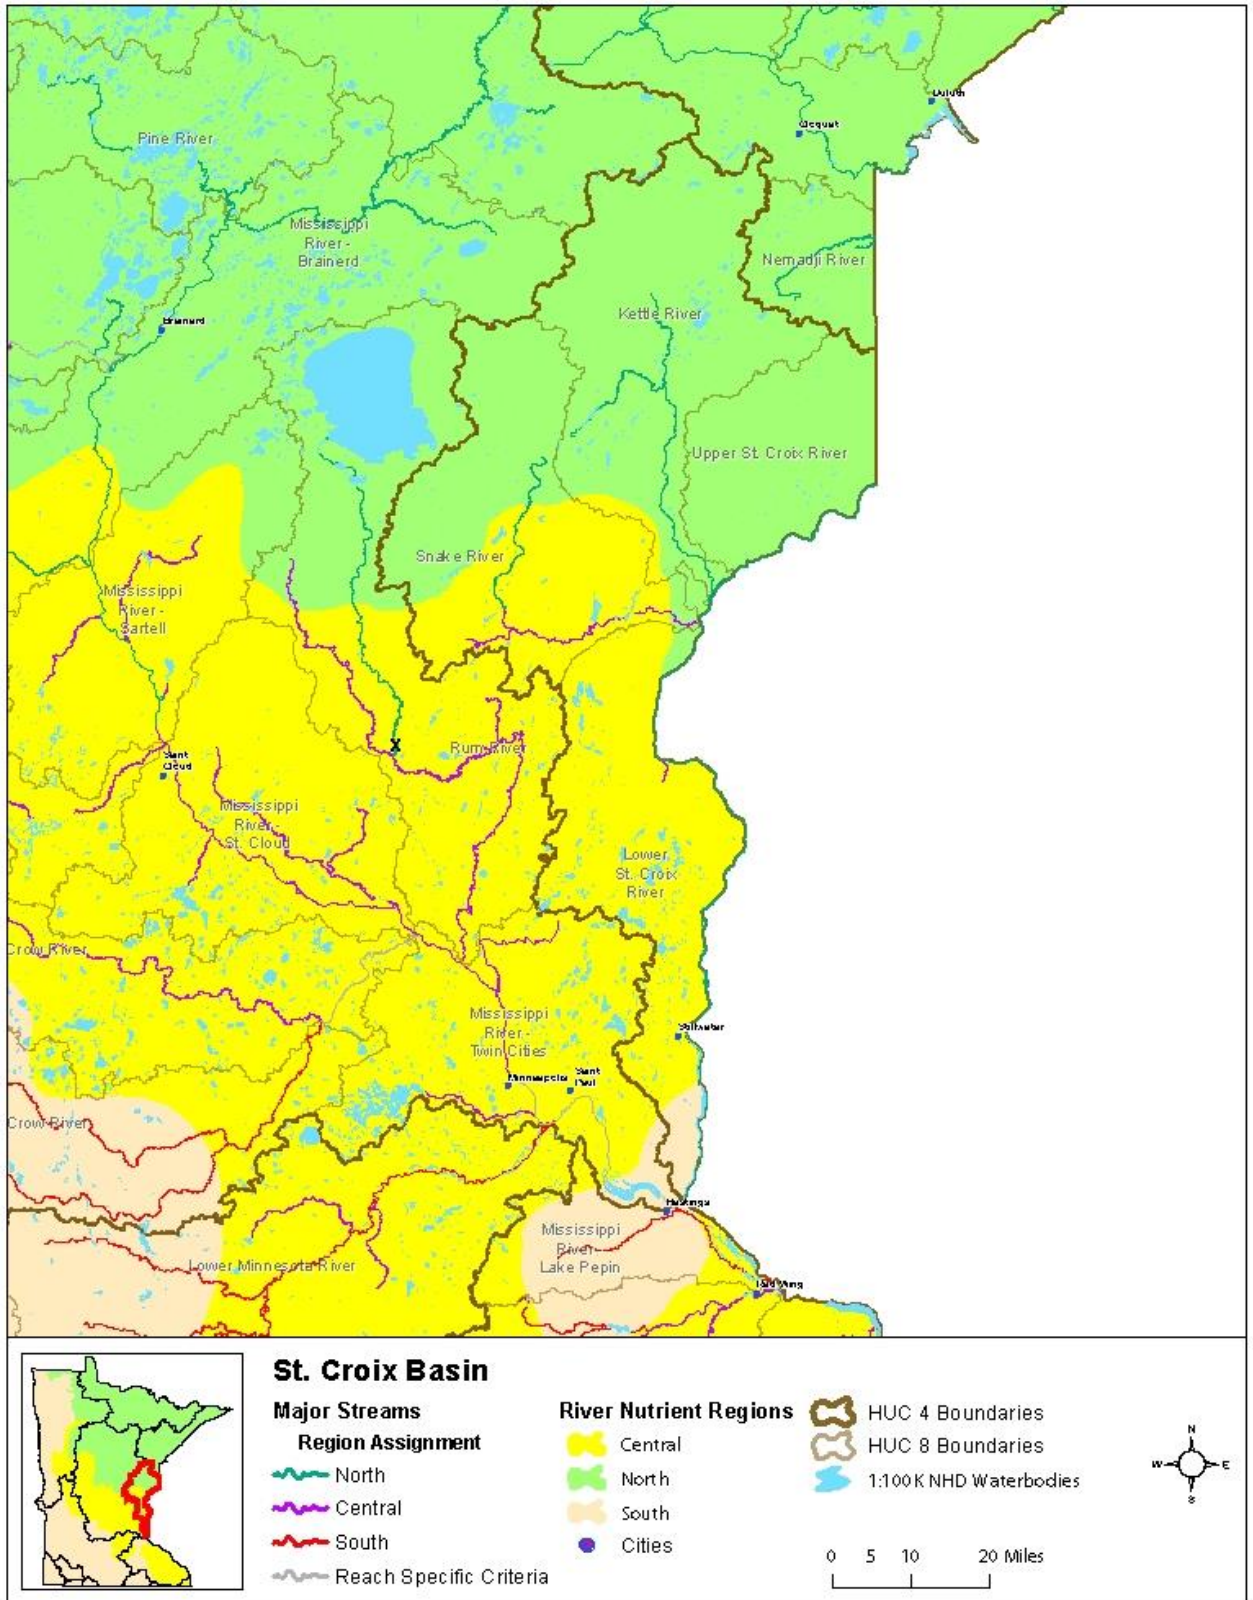 Duluth
Cloquet
Pine River
Mississippi
River -
Brainerd
Nemadji River
Kettle River
Brainerd
Upper St. Croix River
Snake River
Mississippi
River -
Sartell
X
Rum River
Saint
Cloud
Mississippi
River -
St. Cloud
Lower
St. Croix
River
Crow River
Mississippi
River -
Twin Cities
Stillwater
Minneapolis
Saint
Paul
Crow River
Hastings
Mississippi
River -
Lake Pepin
Lower Minnesota River
Red Wing
St. Croix Basin
Major Streams
Region Assignment
North
Central
South
Reach Specific Criteria
River Nutrient Regions
Central
North
South
Cities
HUC 4 Boundaries
HUC 8 Boundaries
1:100K NHD Waterbodies
N
W E
S
0 5 10 20 Miles